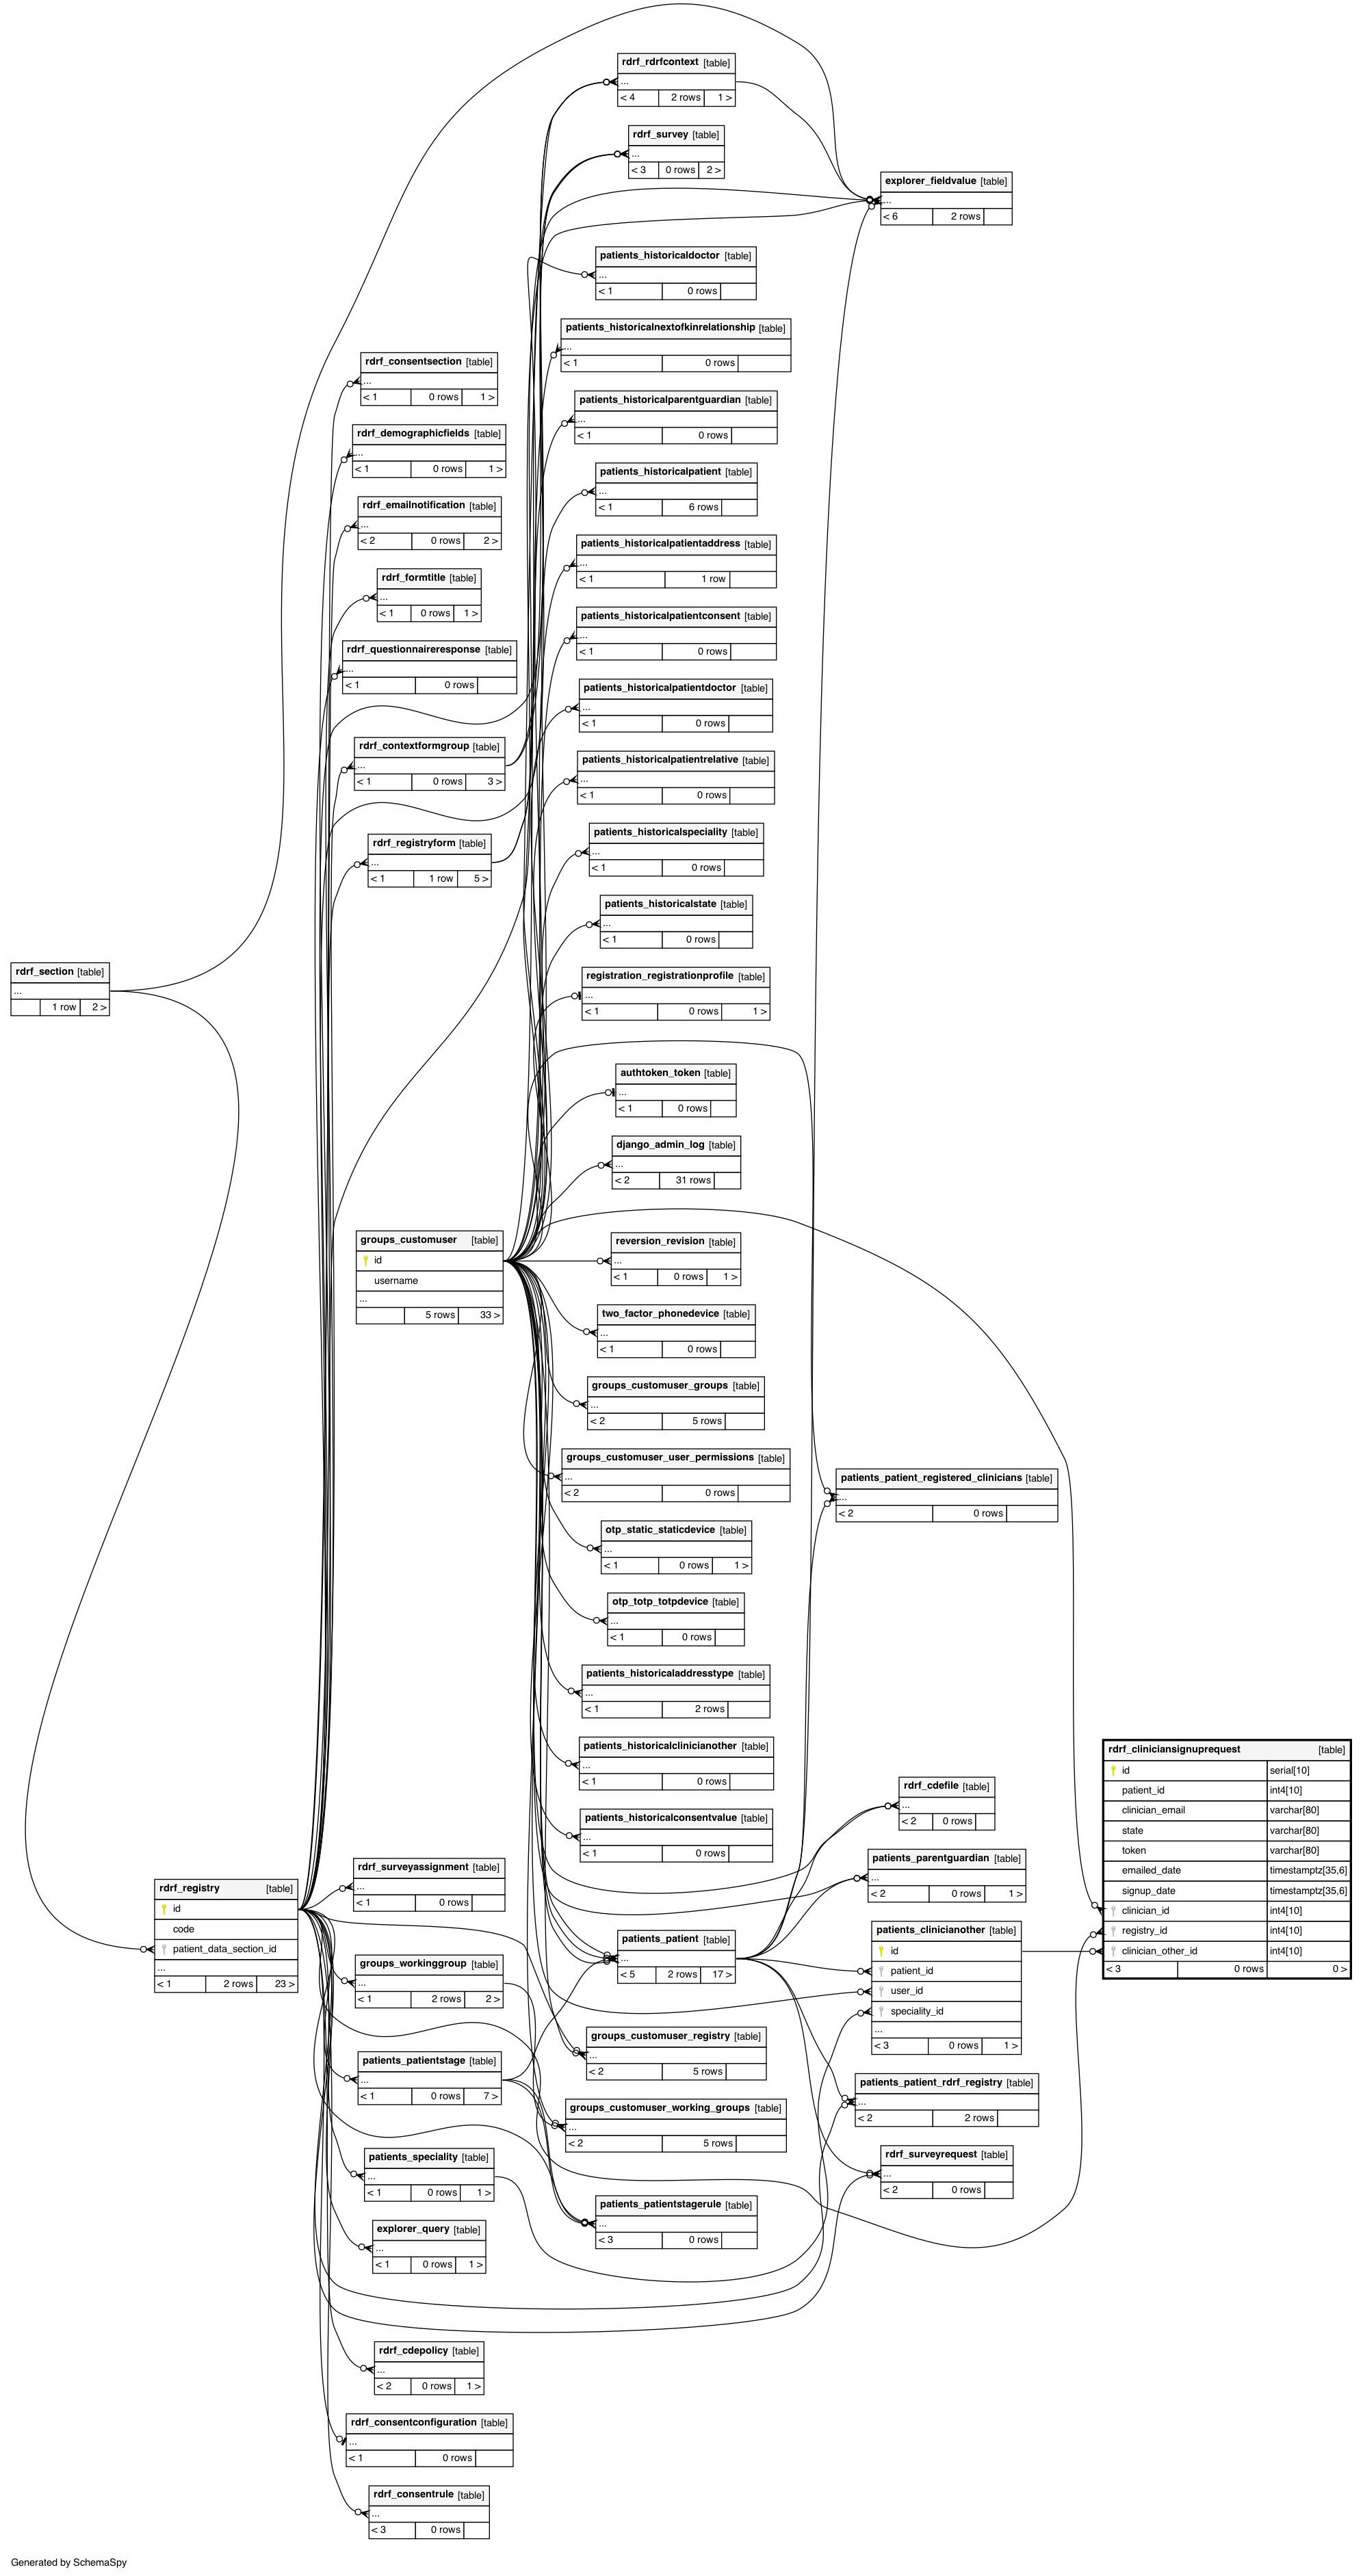 rdrf_rdrfcontext [table]
...
< 4 2 rows 1 >
rdrf_survey [table]
...
< 3 0 rows 2 >
explorer_fieldvalue [table]
...
< 6 2 rows
patients_historicaldoctor [table]
...
< 1 0 rows
patients_historicalnextofkinrelationship [table]
...
< 1 0 rows
rdrf_consentsection [table]
...
< 1 0 rows 1 >
patients_historicalparentguardian [table]
...
< 1 0 rows
rdrf_demographicfields [table]
...
< 1 0 rows 1 >
patients_historicalpatient [table]
...
< 1 6 rows
rdrf_emailnotification [table]
...
< 2 0 rows 2 >
patients_historicalpatientaddress [table]
...
< 1 1 row
rdrf_formtitle [table]
...
< 1 0 rows 1 >
patients_historicalpatientconsent [table]
...
< 1 0 rows
rdrf_questionnaireresponse [table]
...
< 1 0 rows
patients_historicalpatientdoctor [table]
...
< 1 0 rows
rdrf_contextformgroup [table]
...
< 1 0 rows 3 >
patients_historicalpatientrelative [table]
...
< 1 0 rows
rdrf_registryform [table]
...
< 1 1 row 5 >
patients_historicalspeciality [table]
...
< 1 0 rows
patients_historicalstate [table]
...
< 1 0 rows
rdrf_section [table]
...
1 row 2 >
registration_registrationprofile [table]
...
< 1 0 rows 1 >
authtoken_token [table]
...
< 1 0 rows
django_admin_log [table]
...
< 2 31 rows
groups_customuser [table]
id
username
...
5 rows 33 >
reversion_revision [table]
...
< 1 0 rows 1 >
two_factor_phonedevice [table]
...
< 1 0 rows
groups_customuser_groups [table]
...
< 2 5 rows
groups_customuser_user_permissions [table]
...
< 2 0 rows
patients_patient_registered_clinicians [table]
...
< 2 0 rows
otp_static_staticdevice [table]
...
< 1 0 rows 1 >
otp_totp_totpdevice [table]
...
< 1 0 rows
patients_historicaladdresstype [table]
...
< 1 2 rows
patients_historicalclinicianother [table]
...
< 1 0 rows
rdrf_cliniciansignuprequest [table]
id serial[10]
patient_id int4[10]
clinician_email varchar[80]
state varchar[80]
token varchar[80]
emailed_date timestamptz[35,6]
signup_date timestamptz[35,6]
clinician_id int4[10]
registry_id int4[10]
clinician_other_id int4[10]
< 3 0 rows 0 >
rdrf_cdefile [table]
...
< 2 0 rows
patients_historicalconsentvalue [table]
...
< 1 0 rows
patients_parentguardian [table]
...
< 2 0 rows 1 >
rdrf_surveyassignment [table]
...
< 1 0 rows
rdrf_registry [table]
id
code
patient_data_section_id
...
< 1 2 rows 23 >
patients_patient [table]
...
< 5 2 rows 17 >
patients_clinicianother [table]
id
patient_id
user_id
speciality_id
...
< 3 0 rows 1 >
groups_workinggroup [table]
...
< 1 2 rows 2 >
groups_customuser_registry [table]
...
< 2 5 rows
patients_patientstage [table]
...
< 1 0 rows 7 >
patients_patient_rdrf_registry [table]
...
< 2 2 rows
groups_customuser_working_groups [table]
...
< 2 5 rows
patients_speciality [table]
...
< 1 0 rows 1 >
rdrf_surveyrequest [table]
...
< 2 0 rows
patients_patientstagerule [table]
...
< 3 0 rows
explorer_query [table]
...
< 1 0 rows 1 >
rdrf_cdepolicy [table]
...
< 2 0 rows 1 >
rdrf_consentconfiguration [table]
...
< 1 0 rows
rdrf_consentrule [table]
...
< 3 0 rows
Generated by SchemaSpy